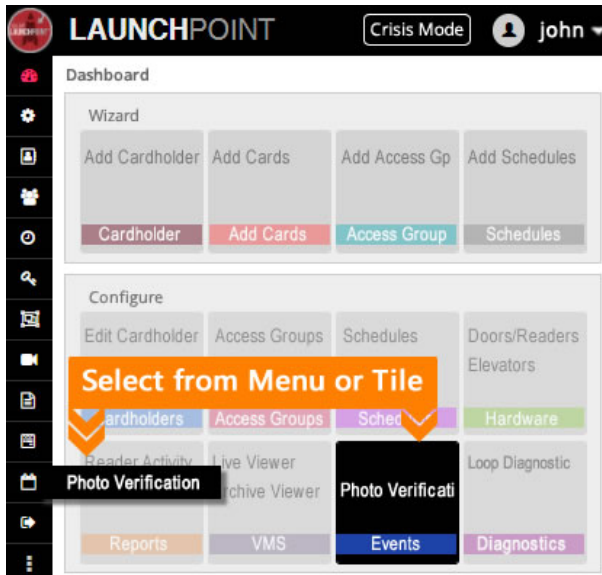 LAUNCHPOINT
Crisis Mode
john
Dashboard
Wizard
Add Cardholder
Add Cards
Add Access Gp
Add Schedules
Cardholder
Add Cards
Access Group
Schedules
Configure
Edit Cardholder
Access Groups
Schedules
Doors/Readers
Elevators
Select from Menu or Tile
ardholders
Access Groups
Sched
Hardware
Reader Activity
Live Viewer
rchive Viewer
Photo Verification
Photo Verificati
Loop Diagnostic
Reports
VMS
Events
Diagnostics